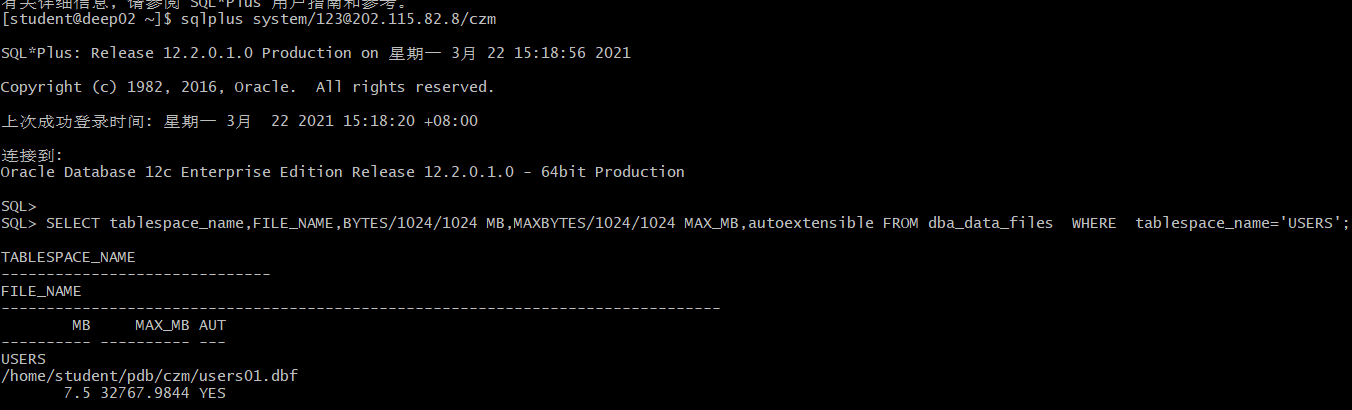 有关详细信息，请参阅 SQL*Plus 用户指南和参考。
[student@deep02 ~]$ sqlplus system/123@202.115.82.8/czm
SQL*Plus: Release 12.2.0.1.0 Production on 星期一 3月 22 15:18:56 2021
Copyright (c) 1982, 2016, Oracle.  All rights reserved.
上次成功登录时间: 星期一 3月  22 2021 15:18:20 +08:00
连接到:
Oracle Database 12c Enterprise Edition Release 12.2.0.1.0 - 64bit Production
SQL>
SQL> SELECT tablespace_name,FILE_NAME,BYTES/1024/1024 MB,MAXBYTES/1024/1024 MAX_MB,autoextensible FROM dba_data_files  WHERE  tablespace_name='USERS';
TABLESPACE_NAME
------------------------------
FILE_NAME
--------------------------------------------------------------------------------
        MB     MAX_MB AUT
---------- ---------- ---
USERS
/home/student/pdb/czm/users01.dbf
       7.5 32767.9844 YES